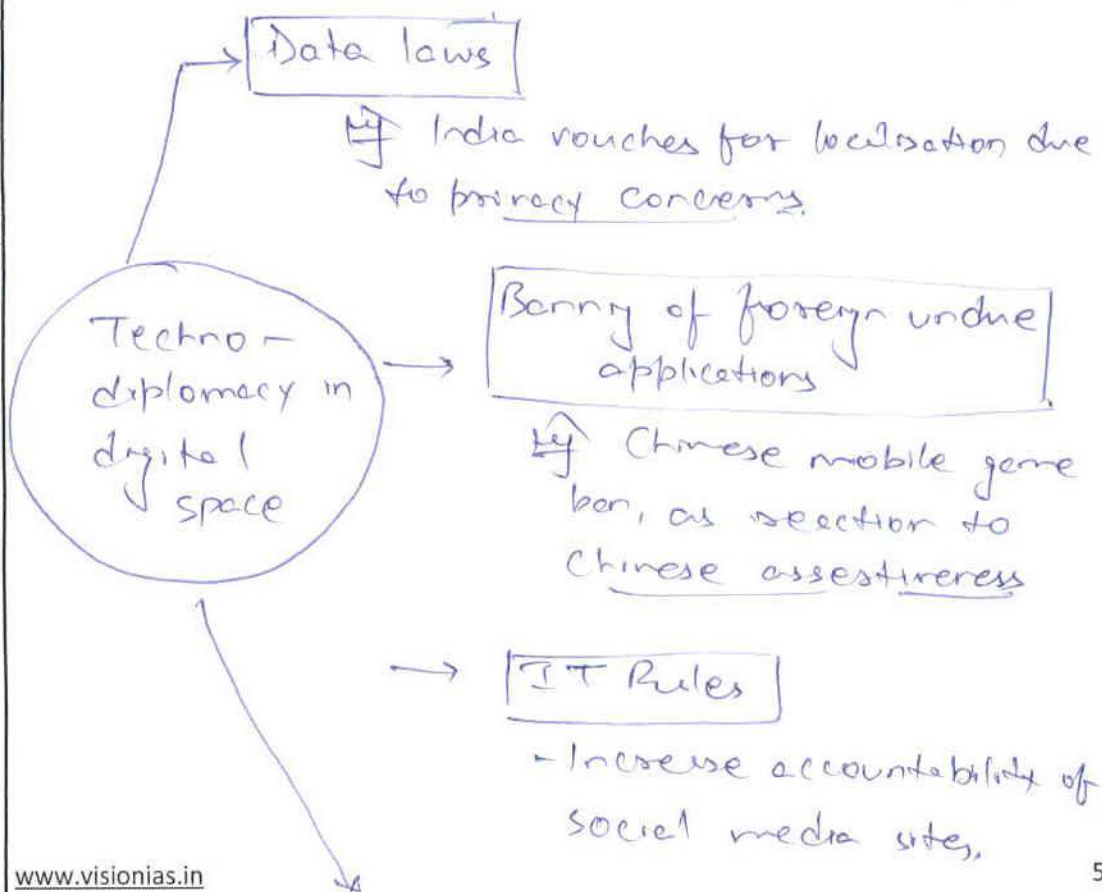 Data laws
eg India vouches for localisation due
to privacy concerns.
Techno-
diplomacy in
digital
space
Banning of foreign undue
applications
eg Chinese mobile game
ban, as reaction to
Chinese assestiveness
IT Rules
- Increase accountability of
social media sites.
www.visionias.in
5